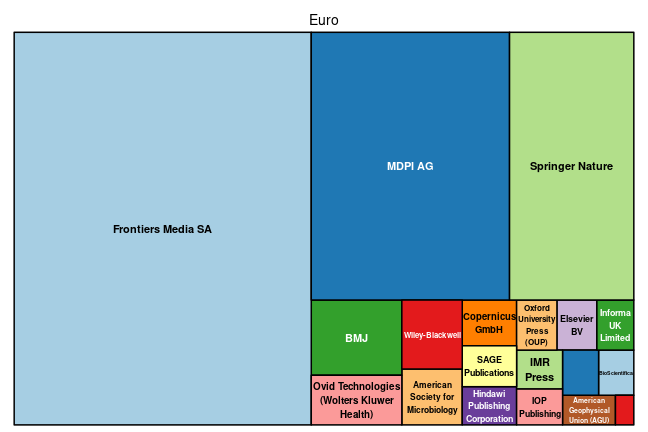 Euro
Frontiers Media SA
MDPI AG
Springer Nature
BMJ
Ovid Technologies
(Wolters Kluwer
Health)
Wiley-Blackwell
American
Society for
Microbiology
Copernicus
GmbH
SAGE
Publications
Hindawi
Publishing
Corporation
Oxford
University
Press
(OUP)
Elsevier
BV
Informa
UK
Limited
IMR
Press
BioScientifica
IOP
Publishing
American
Geophysical
Union (AGU)